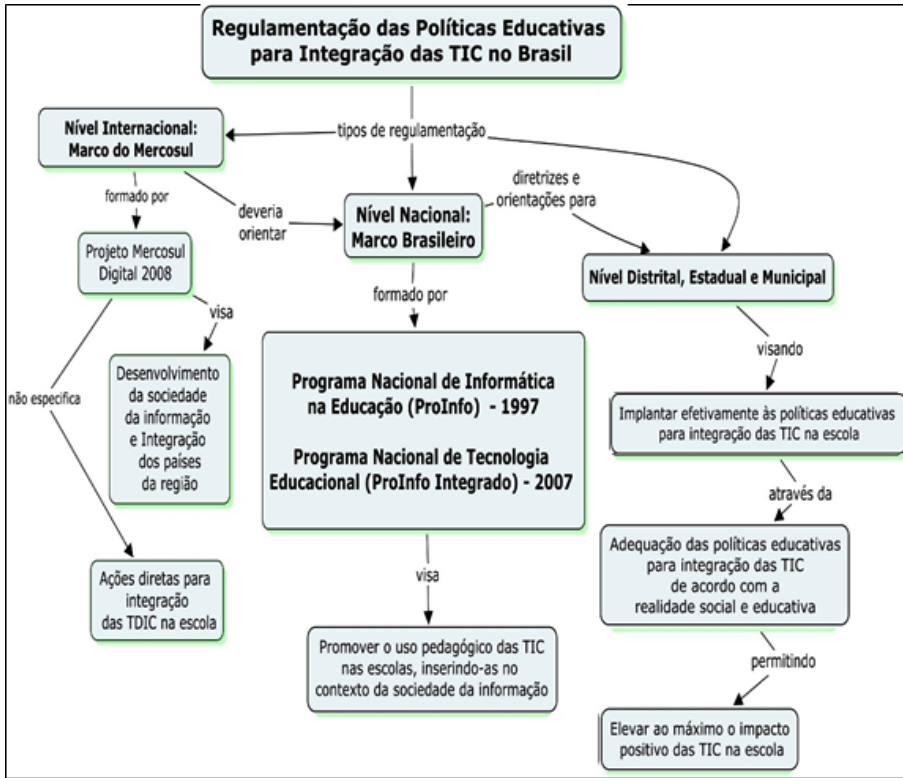 Regulamentação das Políticas Educativas
para Integração das TIC no Brasil
tipos de regulamentação
Nível Internacional:
Marco do Mercosul
formado por
deveria
orientar
Nível Nacional:
Marco Brasileiro
diretrizes e
orientações para
Nível Distrital, Estadual e Municipal
Projeto Mercosul
Digital 2008
visa
não especifica
Desenvolvimento
da sociedade
da informação
e Integração
dos países
da região
Ações diretas para
integração
das TDIC na escola
formado por
Programa Nacional de Informática
na Educação (ProInfo) - 1997
Programa Nacional de Tecnologia
Educacional (ProInfo Integrado) - 2007
visa
Promover o uso pedagógico das TIC
nas escolas, inserindo-as no
contexto da sociedade da informação
visando
Implantar efetivamente às políticas educativas
para integração das TIC na escola
através da
Adequação das políticas educativas
para integração das TIC
de acordo com a
realidade social e educativa
permitindo
Elevar ao máximo o impacto
positivo das TIC na escola